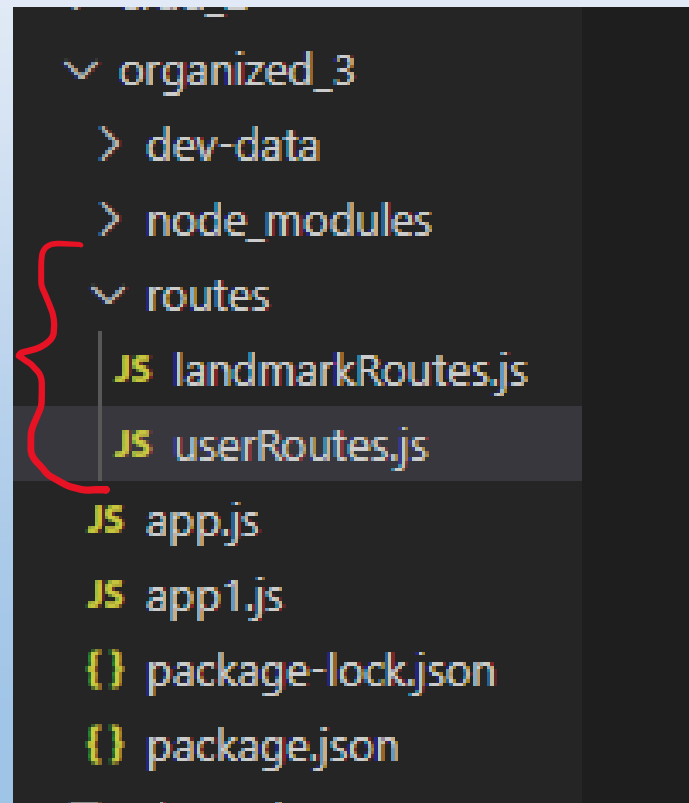 organized_3
dev-data
node_modules
routes
JS landmarkRoutes.js
JS userRoutes.js
JS app.js
JS app1.js
{} package-lock.json
{} package.json